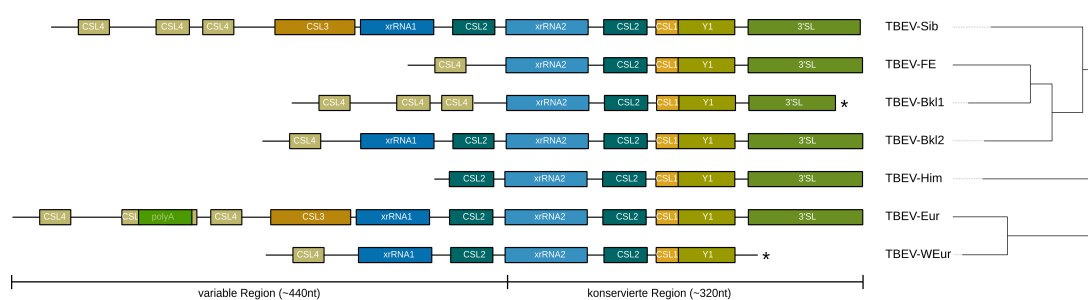 CSL4 CSL4 CSL4 CSL3 xrRNA1 CSL2 xrRNA2 CSL2 CSL1 Y1 3'SL TBEV-Sib
CSL4 xrRNA2 CSL2 CSL1 Y1 3'SL TBEV-FE
CSL4 CSL4 CSL4 xrRNA2 CSL2 CSL1 Y1 3'SL * TBEV-Bkl1
CSL4 xrRNA1 CSL2 xrRNA2 CSL2 CSL1 Y1 3'SL TBEV-Bkl2
CSL2 xrRNA2 CSL2 CSL1 Y1 3'SL TBEV-Him
CSL4 CSL polyA CSL4 CSL3 xrRNA1 CSL2 xrRNA2 CSL2 CSL1 Y1 3'SL TBEV-Eur
CSL4 xrRNA1 CSL2 xrRNA2 CSL2 CSL1 Y1 * TBEV-WEur
variable Region (~440nt) konservierte Region (~320nt)